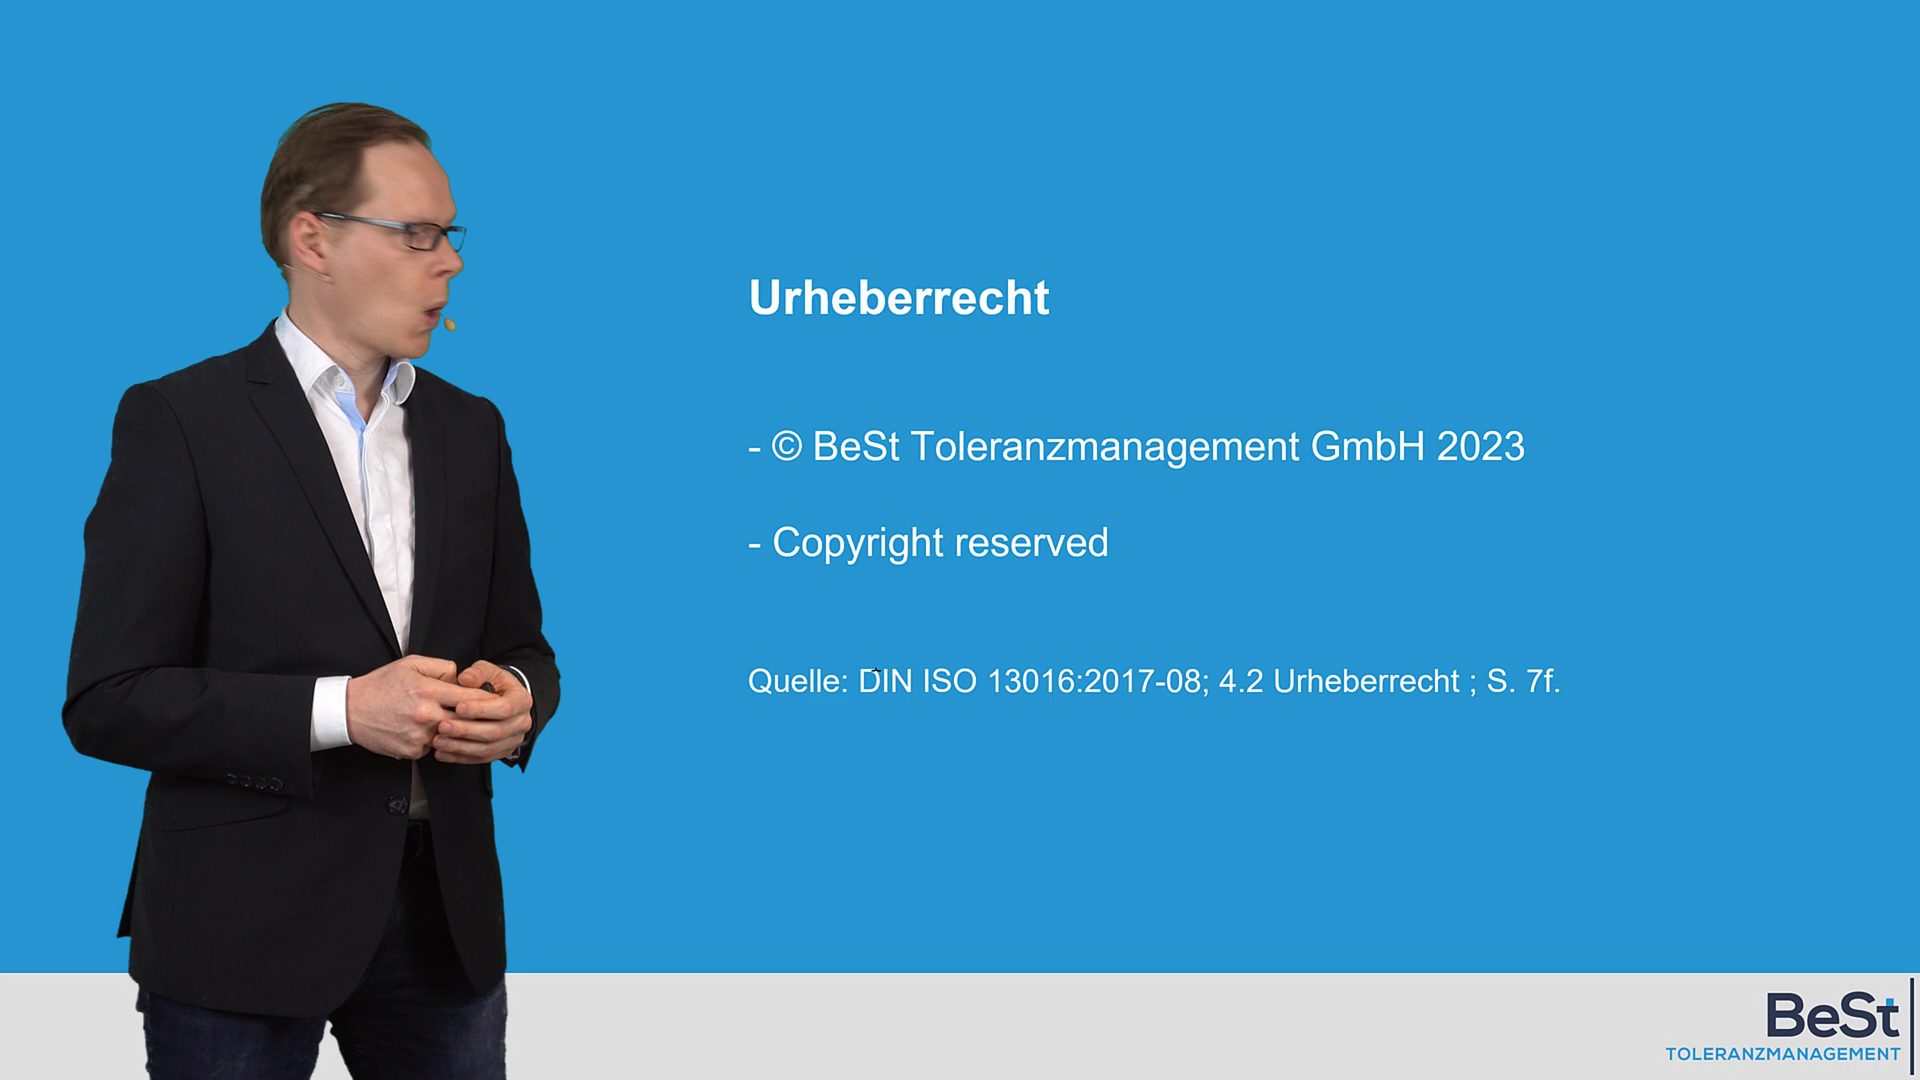 Urheberrecht
- © BeSt Toleranzmanagement GmbH 2023
- Copyright reserved
Quelle: DIN ISO 13016:2017-08; 4.2 Urheberrecht ; S. 7f.
BeSt
TOLERANZMANAGEMENT